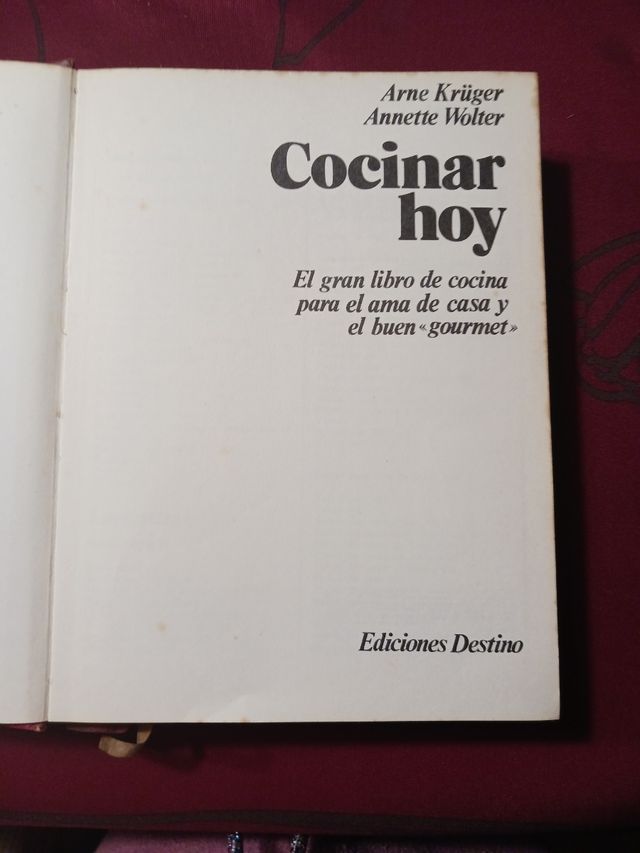 Arne Krüger
Annette Wolter
Cocinar
hoy
El gran libro de cocina
para el ama de casa y
el buen «gourmet»
Ediciones Destino